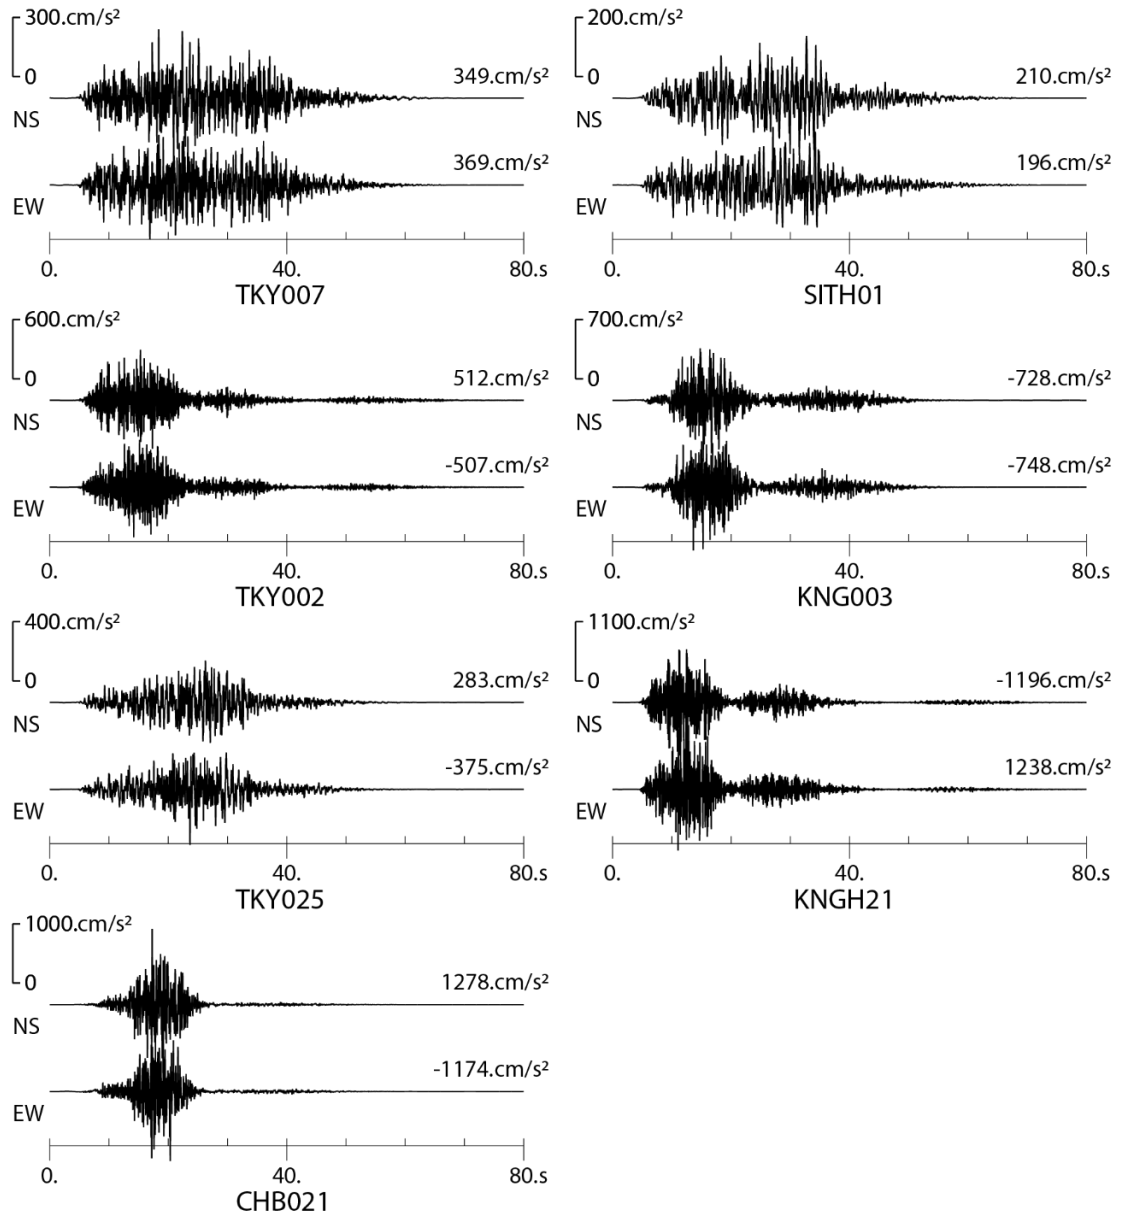 300.cm/s²
0
349.cm/s²
NS
369.cm/s²
EW
0. 40. 80.s
TKY007
200.cm/s²
0
210.cm/s²
NS
196.cm/s²
EW
0. 40. 80.s
SITH01
600.cm/s²
0
512.cm/s²
NS
-507.cm/s²
EW
0. 40. 80.s
TKY002
700.cm/s²
0
-728.cm/s²
NS
-748.cm/s²
EW
0. 40. 80.s
KNG003
400.cm/s²
0
283.cm/s²
NS
-375.cm/s²
EW
0. 40. 80.s
TKY025
1100.cm/s²
0
-1196.cm/s²
NS
1238.cm/s²
EW
0. 40. 80.s
KNGH21
1000.cm/s²
0
1278.cm/s²
NS
-1174.cm/s²
EW
0. 40. 80.s
CHB021